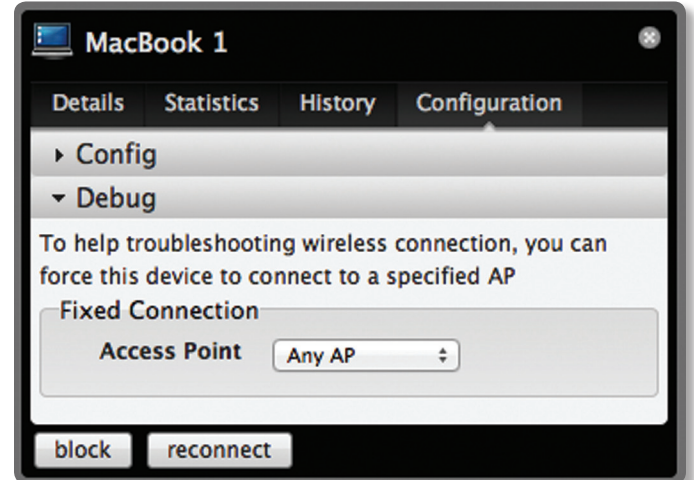 MacBook 1
Details Statistics History Configuration
Config
Debug
To help troubleshooting wireless connection, you can
force this device to connect to a specified AP
Fixed Connection
Access Point Any AP
block reconnect